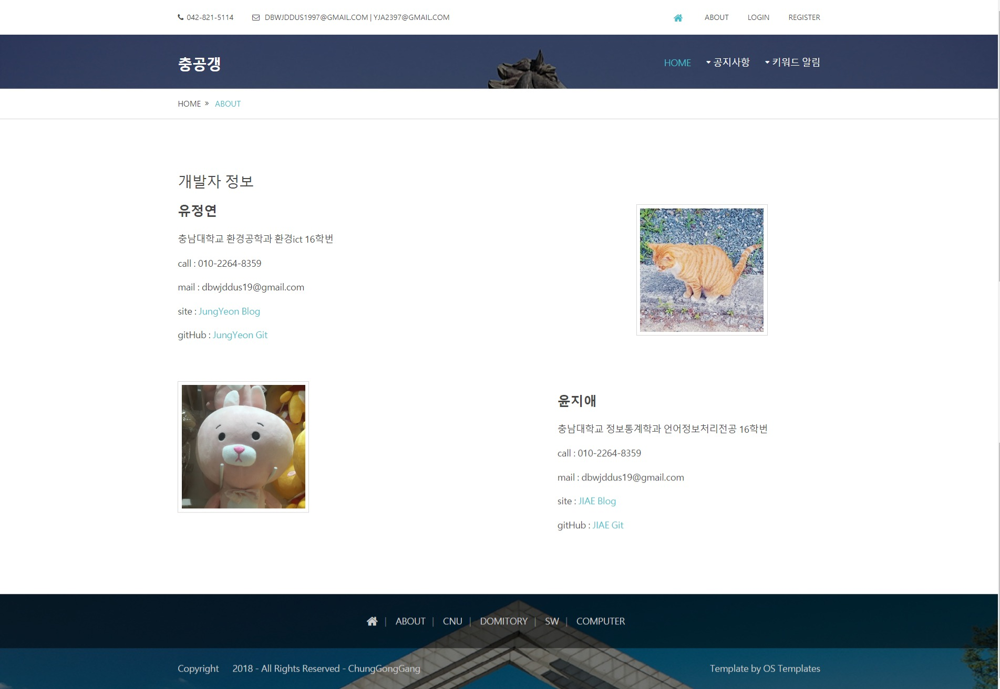 042-821-5114 DBWJDDUS1997@GMAIL.COM | YJA2397@GMAIL.COM ABOUT LOGIN REGISTER
충공갱 HOME 공지사항 키워드 알림
HOME » ABOUT
개발자 정보
유정연
충남대학교 환경공학과 환경ict 16학번
call : 010-2264-8359
mail : dbwjddus19@gmail.com
site : JungYeon Blog
gitHub : JungYeon Git
윤지애
충남대학교 정보통계학과 언어정보처리전공 16학번
call : 010-2264-8359
mail : dbwjddus19@gmail.com
site : JIAE Blog
gitHub : JIAE Git
| ABOUT | CNU | DOMITORY | SW | COMPUTER
Copyright 2018 - All Rights Reserved - ChungGongGang Template by OS Templates